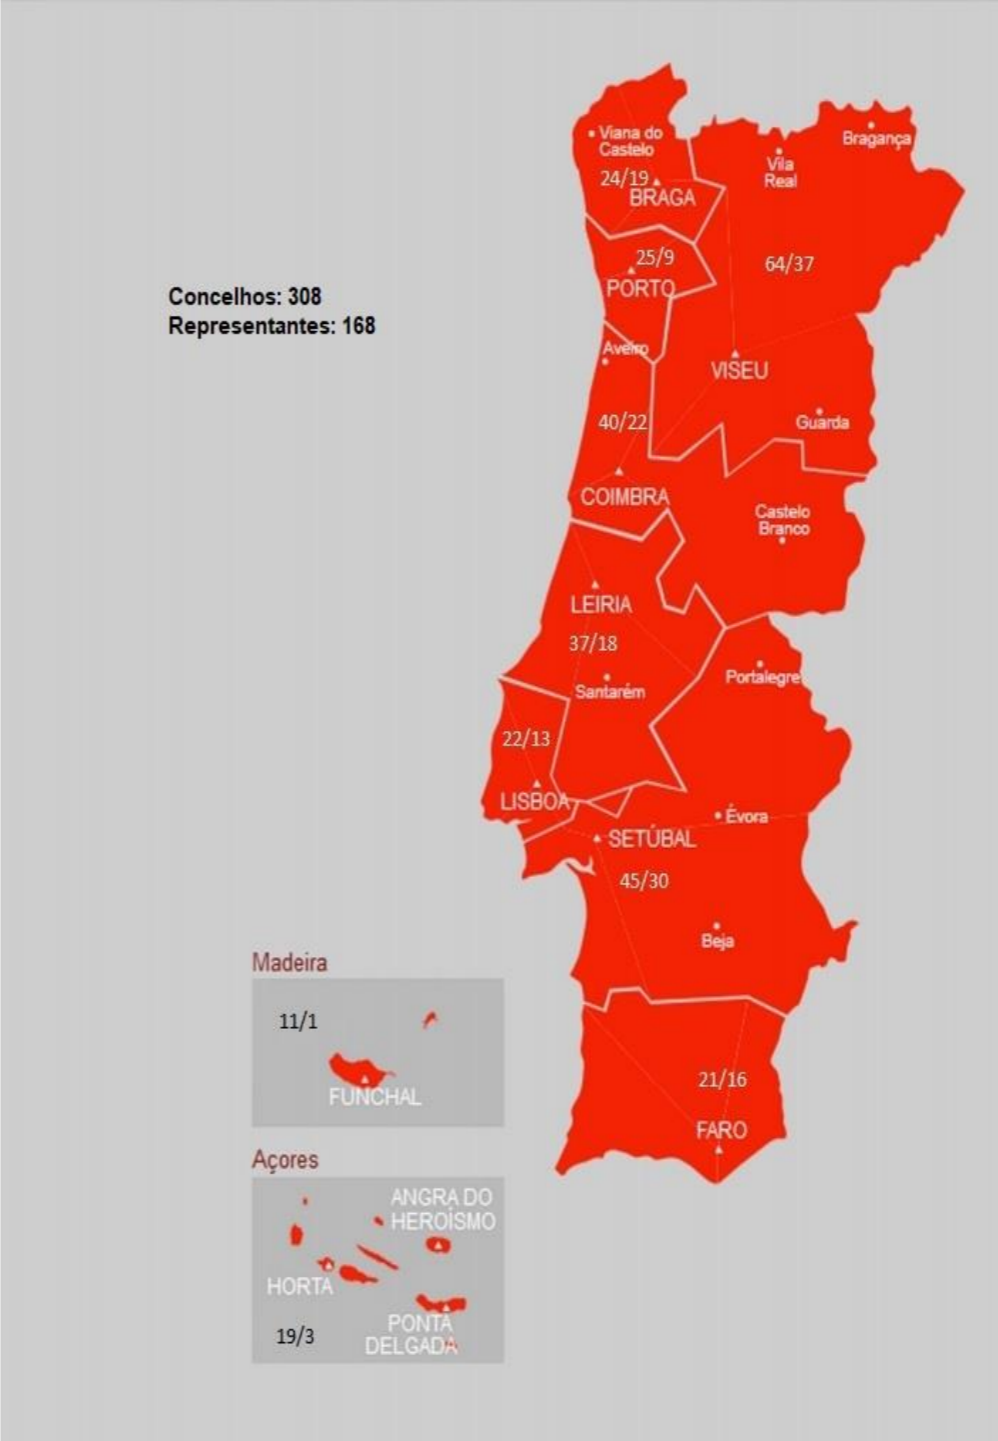 Viana do
Castelo
Bragança
Vila
Real
24/19
BRAGA
25/9
64/37
PORTO
Concelhos: 308
Representantes: 168
Aveiro
VISEU
40/22
Guarda
COIMBRA
Castelo
Branco
LEIRIA
37/18
Portalegre
Santarém
22/13
LISBOA
Évora
SETÚBAL
45/30
Beja
Madeira
11/1
FUNCHAL
21/16
FARO
Açores
ANGRA DO
HEROÍSMO
HORTA
PONTA
DELGADA
19/3